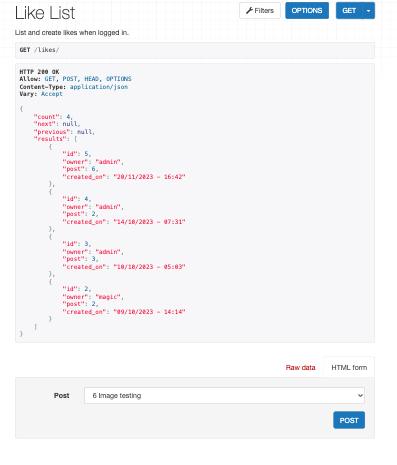 Like List
Filters
OPTIONS
GET
List and create likes when logged in.
GET /likes/
HTTP 200 OK
Allow: GET, POST, HEAD, OPTIONS
Content-Type: application/json
Vary: Accept
{
"count": 4,
"next": null,
"previous": null,
"results": [
{
"id": 5,
"owner": "admin",
"post": 6,
"created_on": "20/11/2023 - 16:42"
},
{
"id": 4,
"owner": "admin",
"post": 2,
"created_on": "14/10/2023 - 07:31"
},
{
"id": 3,
"owner": "admin",
"post": 3,
"created_on": "10/10/2023 - 05:03"
},
{
"id": 2,
"owner": "magic",
"post": 2,
"created_on": "09/10/2023 - 14:14"
}
]
}
Raw data
HTML form
Post
6 Image testing
POST